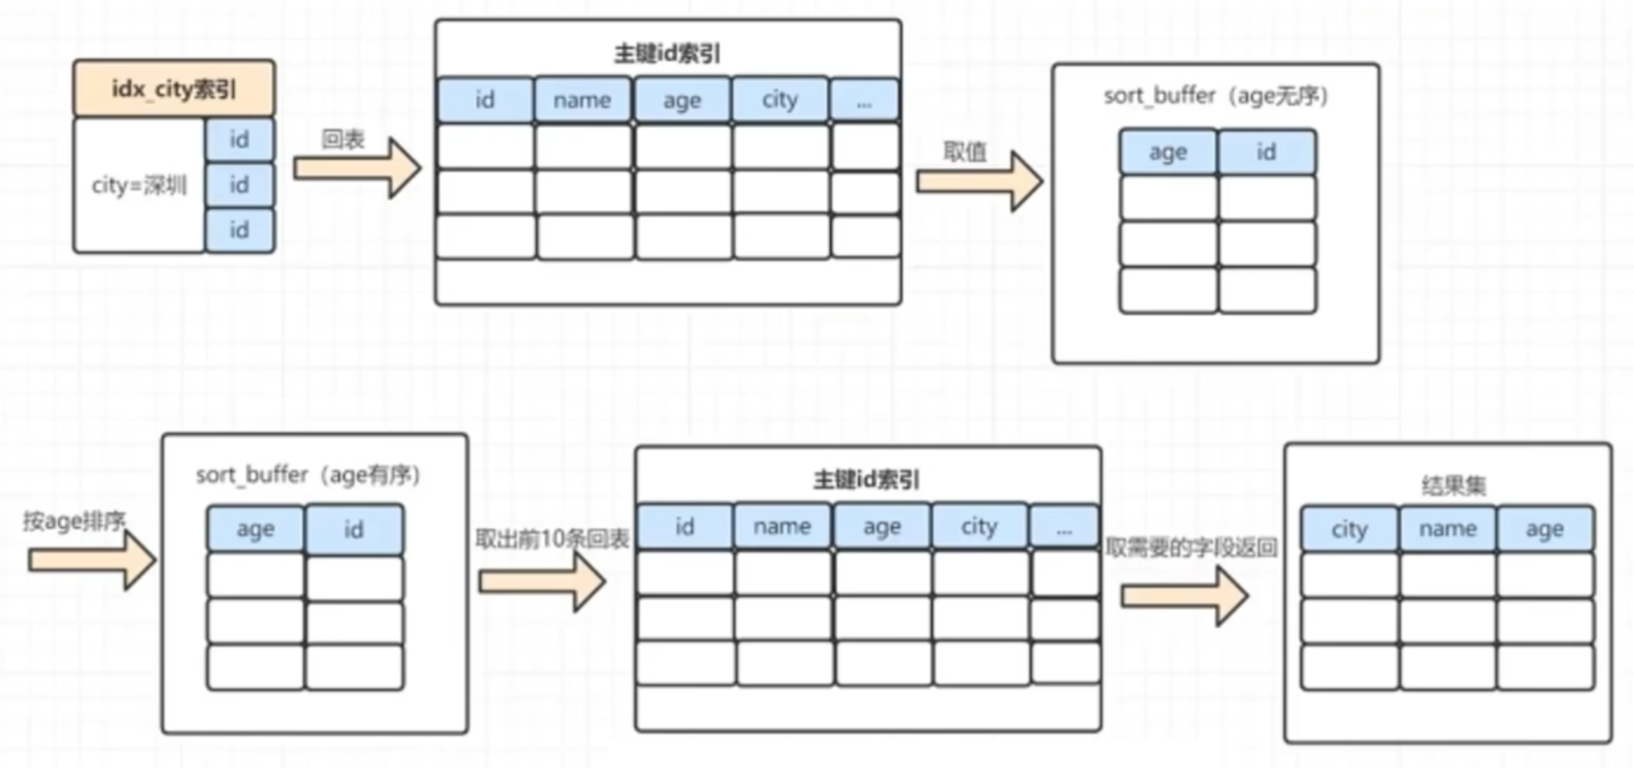 idx_city索引
city=深圳
id
id
id
回表
主键id索引
id name age city ...
取值
sort_buffer（age无序）
age id
按age排序
sort_buffer（age有序）
age id
取出前10条回表
主键id索引
id name age city ...
取需要的字段返回
结果集
city name age